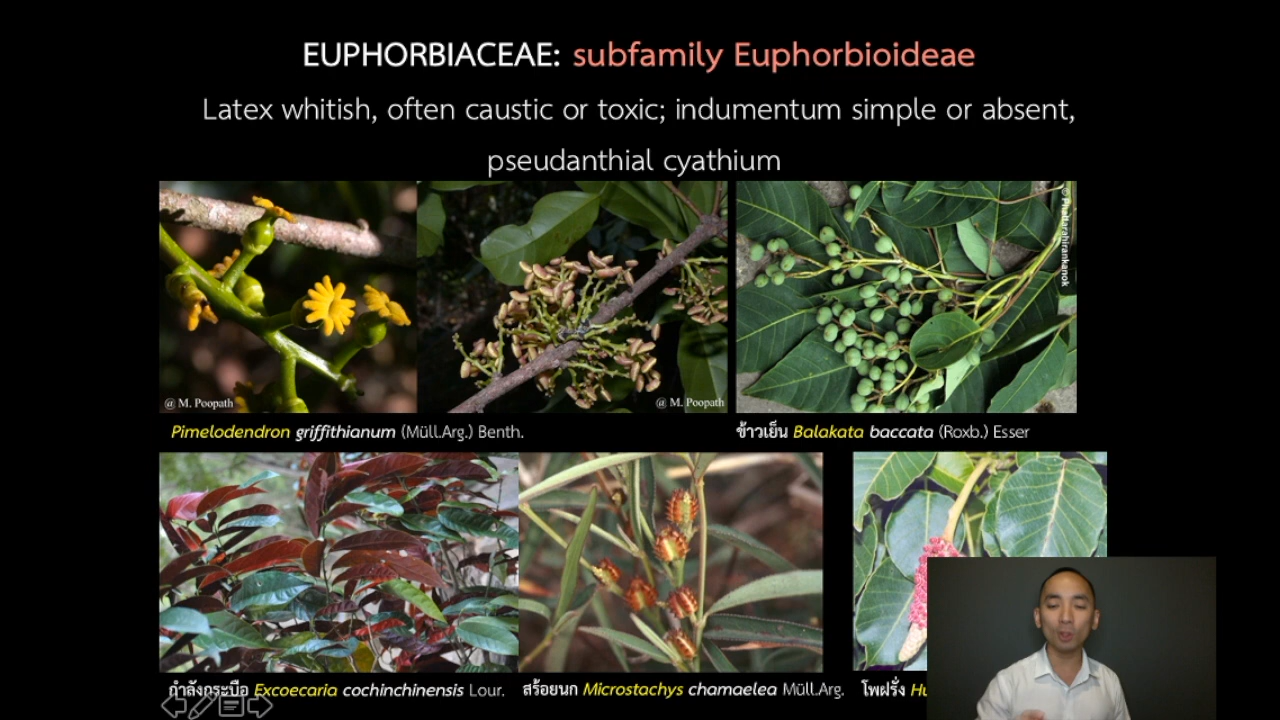 EUPHORBIACEAE: subfamily Euphorbioideae
Latex whitish, often caustic or toxic; indumentum simple or absent,
pseudanthial cyathium
@ M. Poopath
@ M. Poopath
© Phattarahirankanok
Pimelodendron griffithianum (Müll.Arg.) Benth.
ข้าวเย็น Balakata baccata (Roxb.) Esser
กำลังกระบือ Excoecaria cochinchinensis Lour.
สร้อยนก Microstachys chamaelea Müll.Arg.
โพฝรั่ง Hu